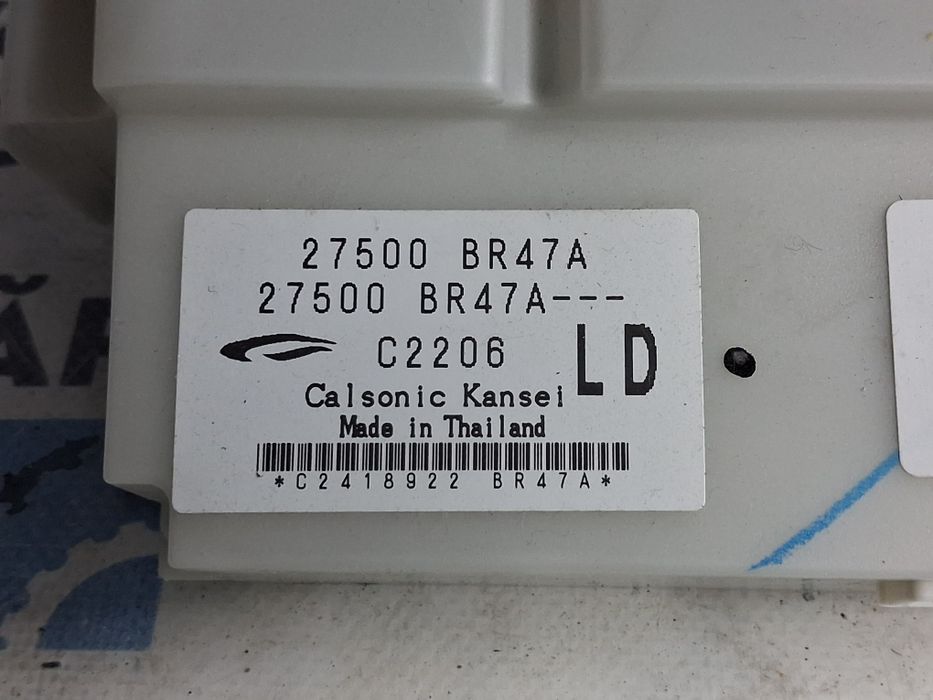 27500 BR47A
27500 BR47A---
C2206 LD
Calsonic Kansei
Made in Thailand
*C2418922 BR47A*